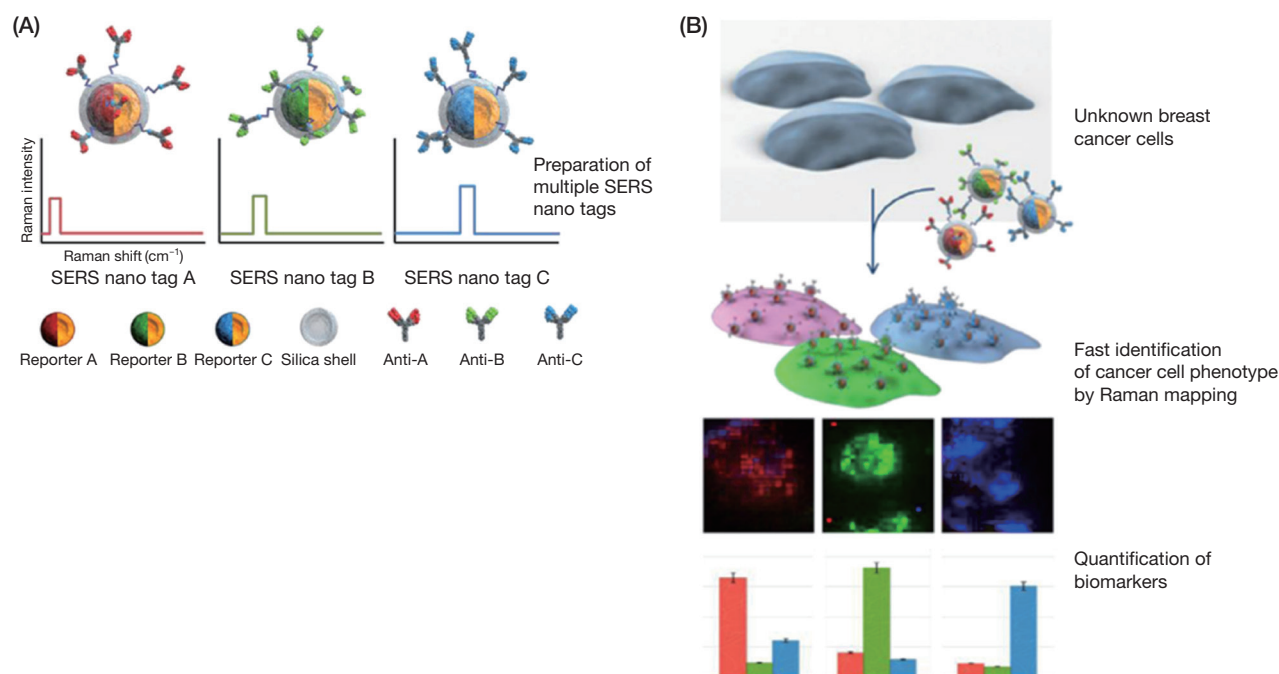 (A)
Raman intensity
Raman shift (cm⁻¹)
Preparation of
multiple SERS
nano tags
SERS nano tag A
SERS nano tag B
SERS nano tag C
Reporter A
Reporter B
Reporter C
Silica shell
Anti-A
Anti-B
Anti-C
(B)
Unknown breast
cancer cells
Fast identification
of cancer cell phenotype
by Raman mapping
Quantification of
biomarkers